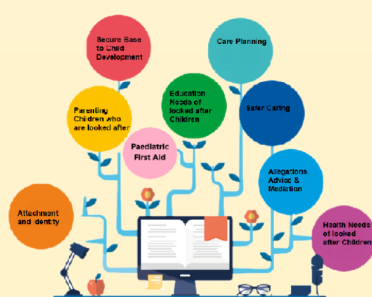 Secure Base
to Child
Development
Care Planning
Parenting
Children who
are looked after
Education
Needs of
looked after
Children
Safer Caring
Paediatric
First Aid
Allegations,
Advice &
Mediation
Attachment
and Identity
Health Needs
of looked
after Children